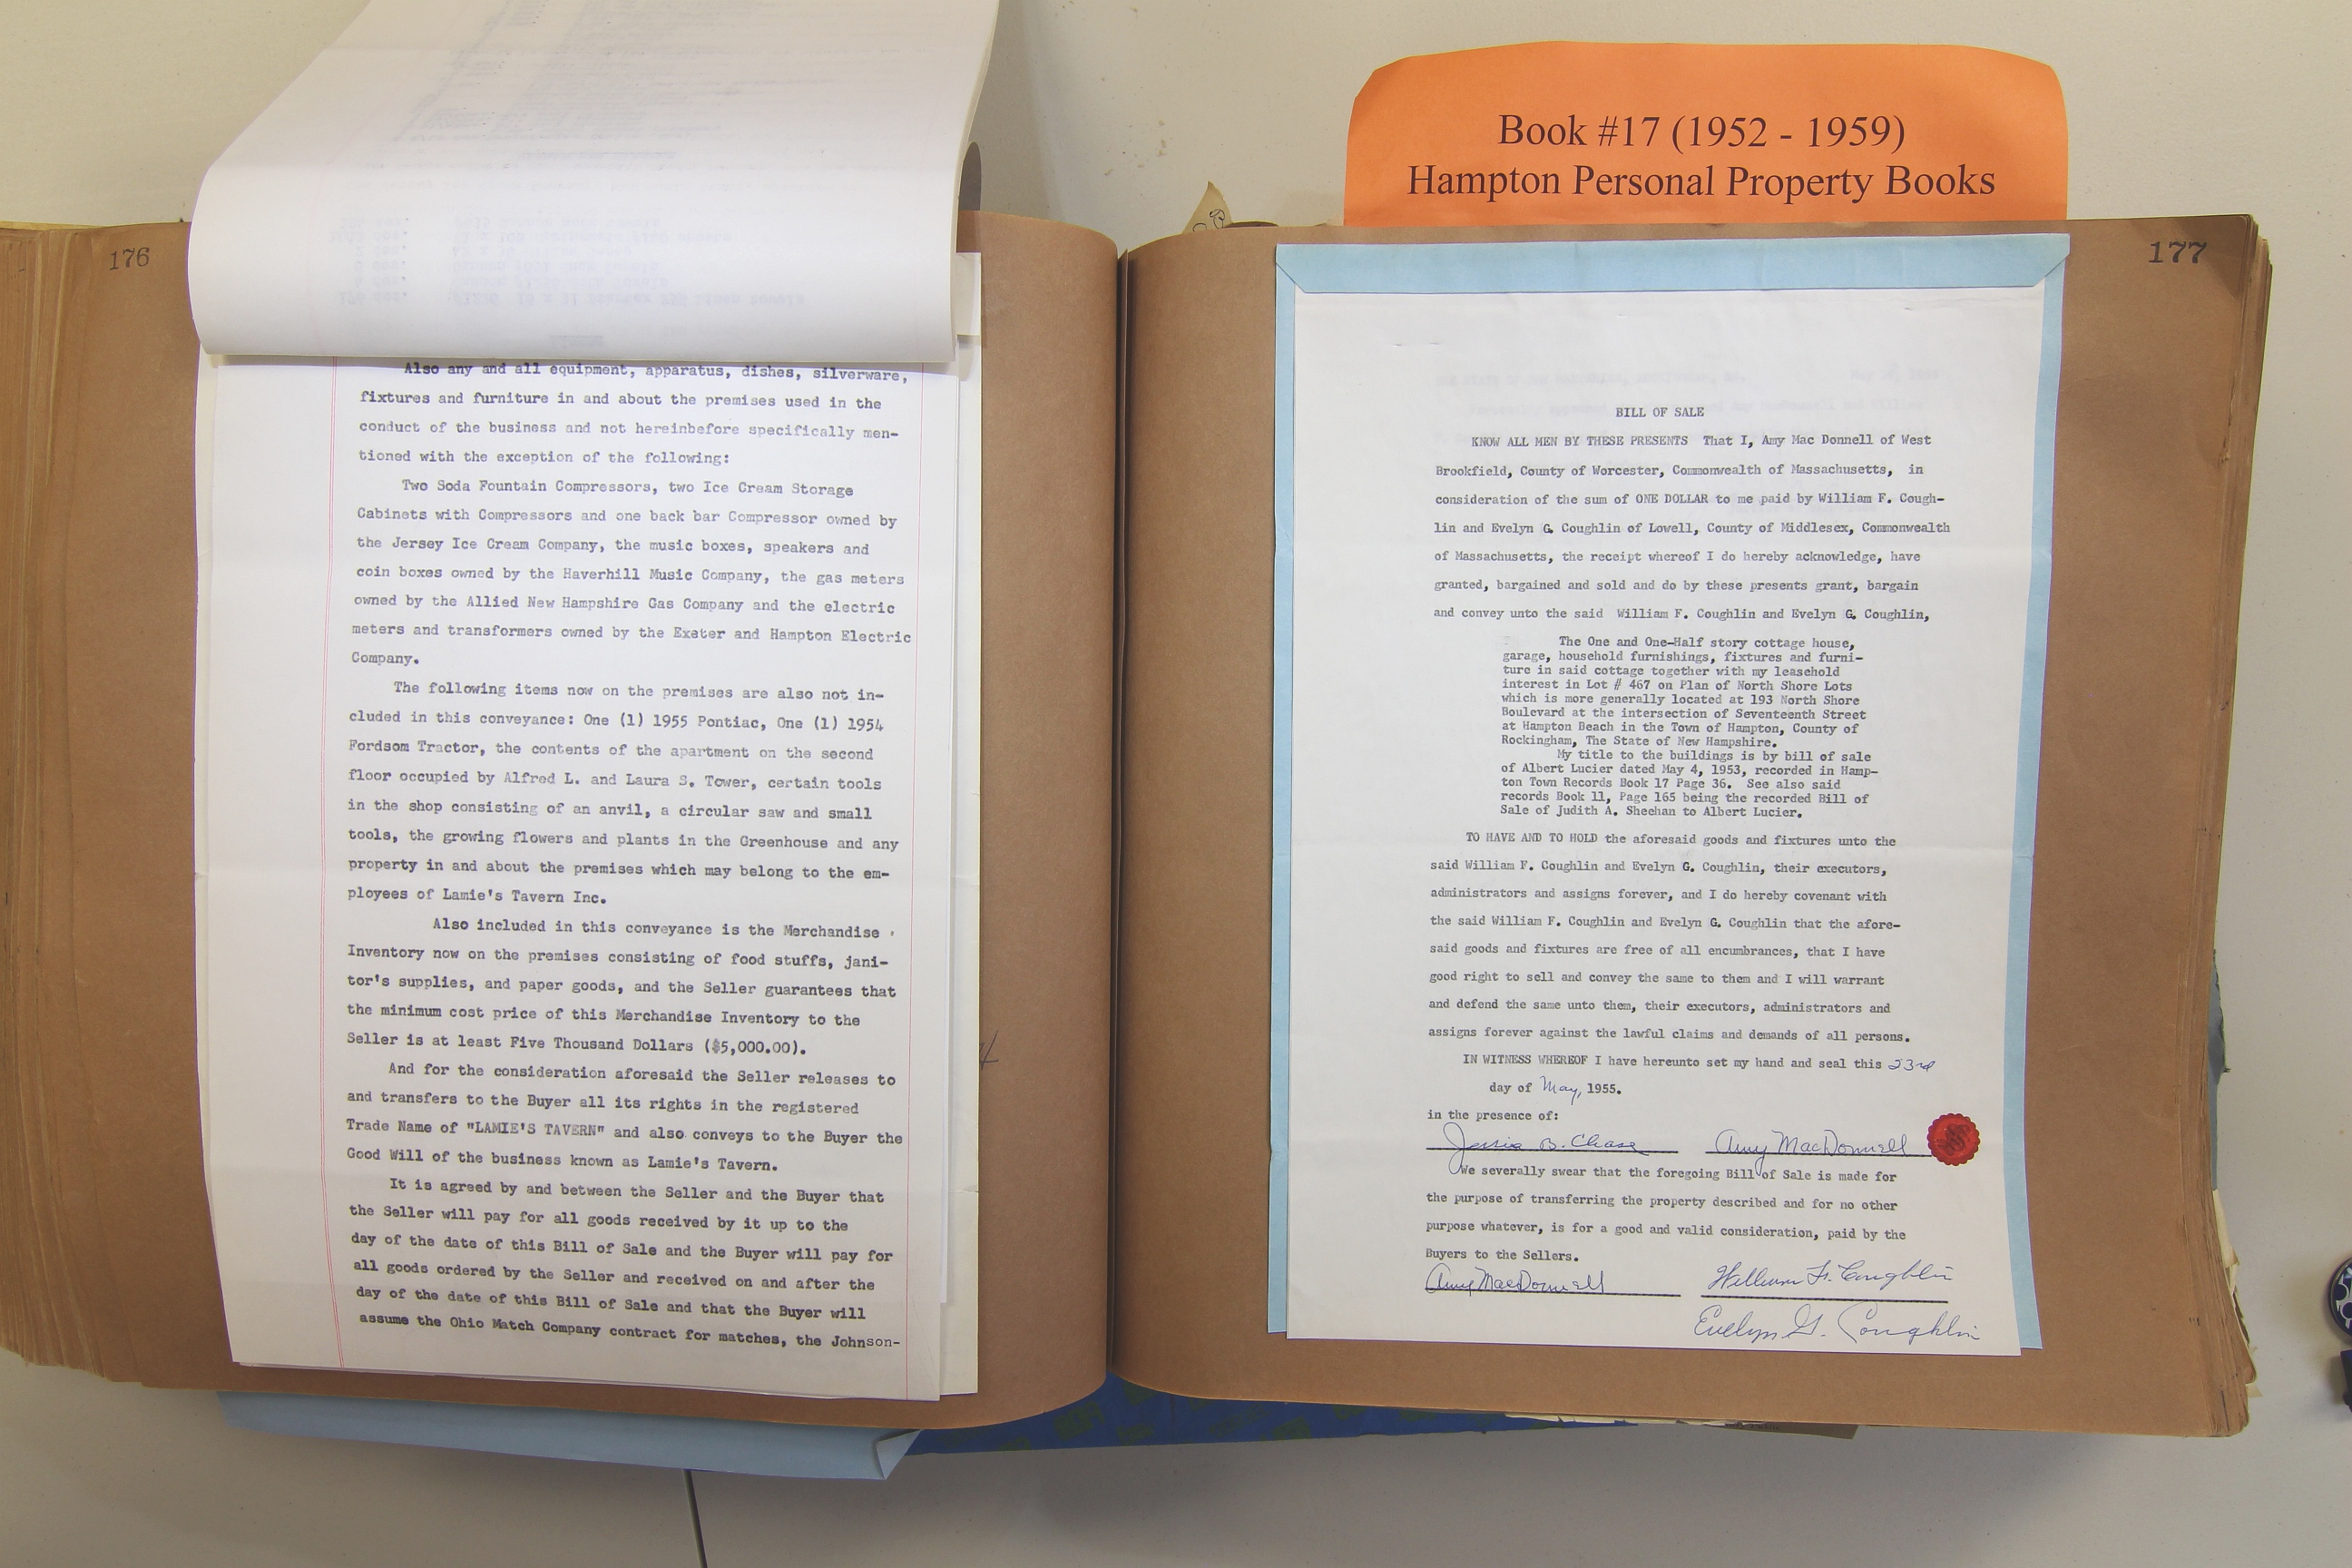 Book #17 (1952 - 1959)
Hampton Personal Property Books
176
Also any and all equipment, apparatus, dishes, silverware,
fixtures and furniture in and about the premises used in the
conduct of the business and not hereinbefore specifically men-
tioned with the exception of the following:
Two Soda Fountain Compressors, two Ice Cream Storage
Cabinets with Compressors and one back bar Compressor owned by
the Jersey Ice Cream Company, the music boxes, speakers and
coin boxes owned by the Haverhill Music Company, the gas meters
owned by the Allied New Hampshire Gas Company and the electric
meters and transformers owned by the Exeter and Hampton Electric
Company.
The following items now on the premises are also not in-
cluded in this conveyance: One (1) 1955 Pontiac, One (1) 1954
Fordsom Tractor, the contents of the apartment on the second
floor occupied by Alfred L. and Laura S. Tower, certain tools
in the shop consisting of an anvil, a circular saw and small
tools, the growing flowers and plants in the Greenhouse and any
property in and about the premises which may belong to the em-
ployees of Lamie's Tavern Inc.
Also included in this conveyance is the Merchandise
Inventory now on the premises consisting of food stuffs, jani-
tor's supplies, and paper goods, and the Seller guarantees that
the minimum cost price of this Merchandise Inventory to the
Seller is at least Five Thousand Dollars ($5,000.00).
And for the consideration aforesaid the Seller releases to
and transfers to the Buyer all its rights in the registered
Trade Name of "LAMIE'S TAVERN" and also conveys to the Buyer the
Good Will of the business known as Lamie's Tavern.
It is agreed by and between the Seller and the Buyer that
the Seller will pay for all goods received by it up to the
day of the date of this Bill of Sale and the Buyer will pay for
all goods ordered by the Seller and received on and after the
day of the date of this Bill of Sale and that the Buyer will
assume the Ohio Match Company contract for matches, the Johnson-
177
BILL OF SALE
KNOW ALL MEN BY THESE PRESENTS That I, Amy Mac Donnell of West
Brookfield, County of Worcester, Commonwealth of Massachusetts, in
consideration of the sum of ONE DOLLAR to me paid by William F. Cough-
lin and Evelyn G. Coughlin of Lowell, County of Middlesex, Commonwealth
of Massachusetts, the receipt whereof I do hereby acknowledge, have
granted, bargained and sold and do by these presents grant, bargain
and convey unto the said William F. Coughlin and Evelyn G. Coughlin,
The One and One-Half story cottage house,
garage, household furnishings, fixtures and furni-
ture in said cottage together with my leasehold
interest in Lot # 467 on Plan of North Shore Lots
which is more generally located at 193 North Shore
Boulevard at the intersection of Seventeenth Street
at Hampton Beach in the Town of Hampton, County of
Rockingham, The State of New Hampshire.
My title to the buildings is by bill of sale
of Albert Lucier dated May 4, 1953, recorded in Hamp-
ton Town Records Book 17 Page 36. See also said
records Book 11, Page 165 being the recorded Bill of
Sale of Judith A. Sheehan to Albert Lucier.
TO HAVE AND TO HOLD the aforesaid goods and fixtures unto the
said William F. Coughlin and Evelyn G. Coughlin, their executors,
administrators and assigns forever, and I do hereby covenant with
the said William F. Coughlin and Evelyn G. Coughlin that the afore-
said goods and fixtures are free of all encumbrances, that I have
good right to sell and convey the same to them and I will warrant
and defend the same unto them, their executors, administrators and
assigns forever against the lawful claims and demands of all persons.
IN WITNESS WHEREOF I have hereunto set my hand and seal this 23rd
day of May, 1955.
in the presence of:
Jessie B. Chase Amy MacDonnell
We severally swear that the foregoing Bill of Sale is made for
the purpose of transferring the property described and for no other
purpose whatever, is for a good and valid consideration, paid by the
Buyers to the Sellers.
Amy MacDonnell William F. Coughlin
Evelyn G. Coughlin